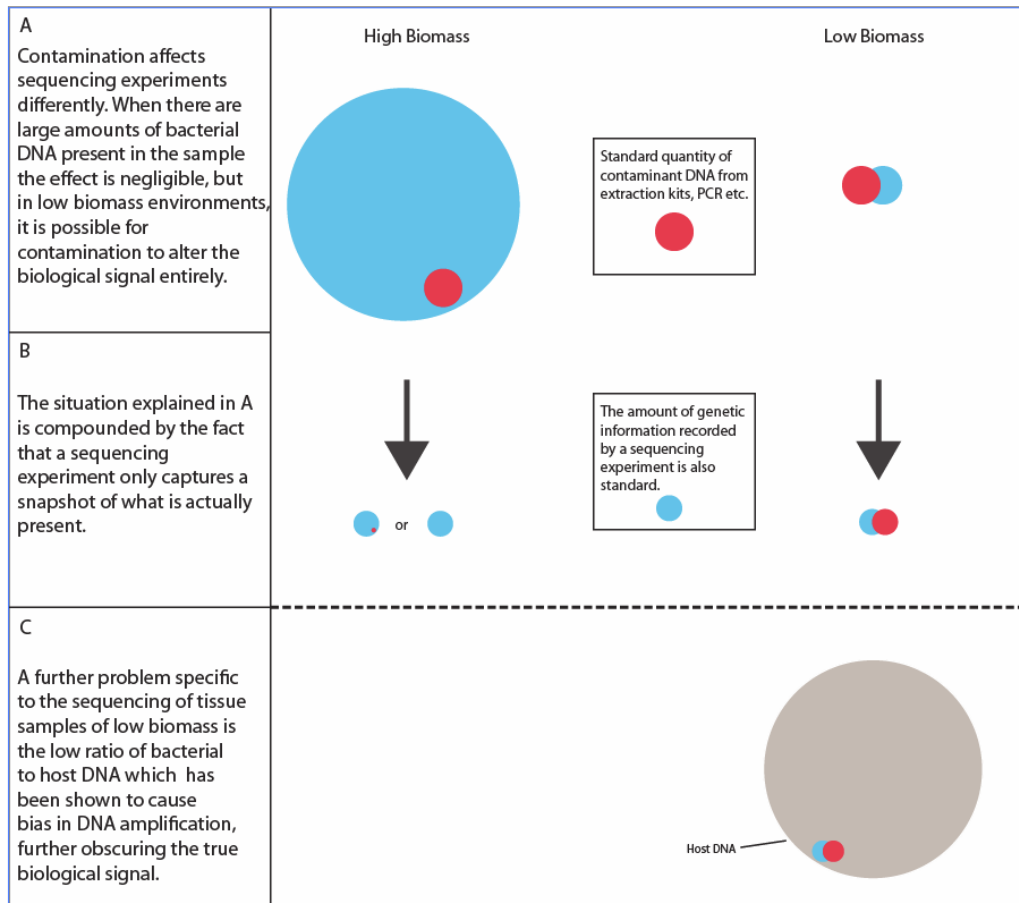 A
Contamination affects
sequencing experiments
differently. When there are
large amounts of bacterial
DNA present in the sample
the effect is negligible, but
in low biomass environments,
it is possible for
contamination to alter the
biological signal entirely.
High Biomass
Low Biomass
Standard quantity of
contaminant DNA from
extraction kits, PCR etc.
B
The situation explained in A
is compounded by the fact
that a sequencing
experiment only captures a
snapshot of what is actually
present.
or
The amount of genetic
information recorded
by a sequencing
experiment is also
standard.
C
A further problem specific
to the sequencing of tissue
samples of low biomass is
the low ratio of bacterial
to host DNA which has
been shown to cause
bias in DNA amplification,
further obscuring the true
biological signal.
Host DNA